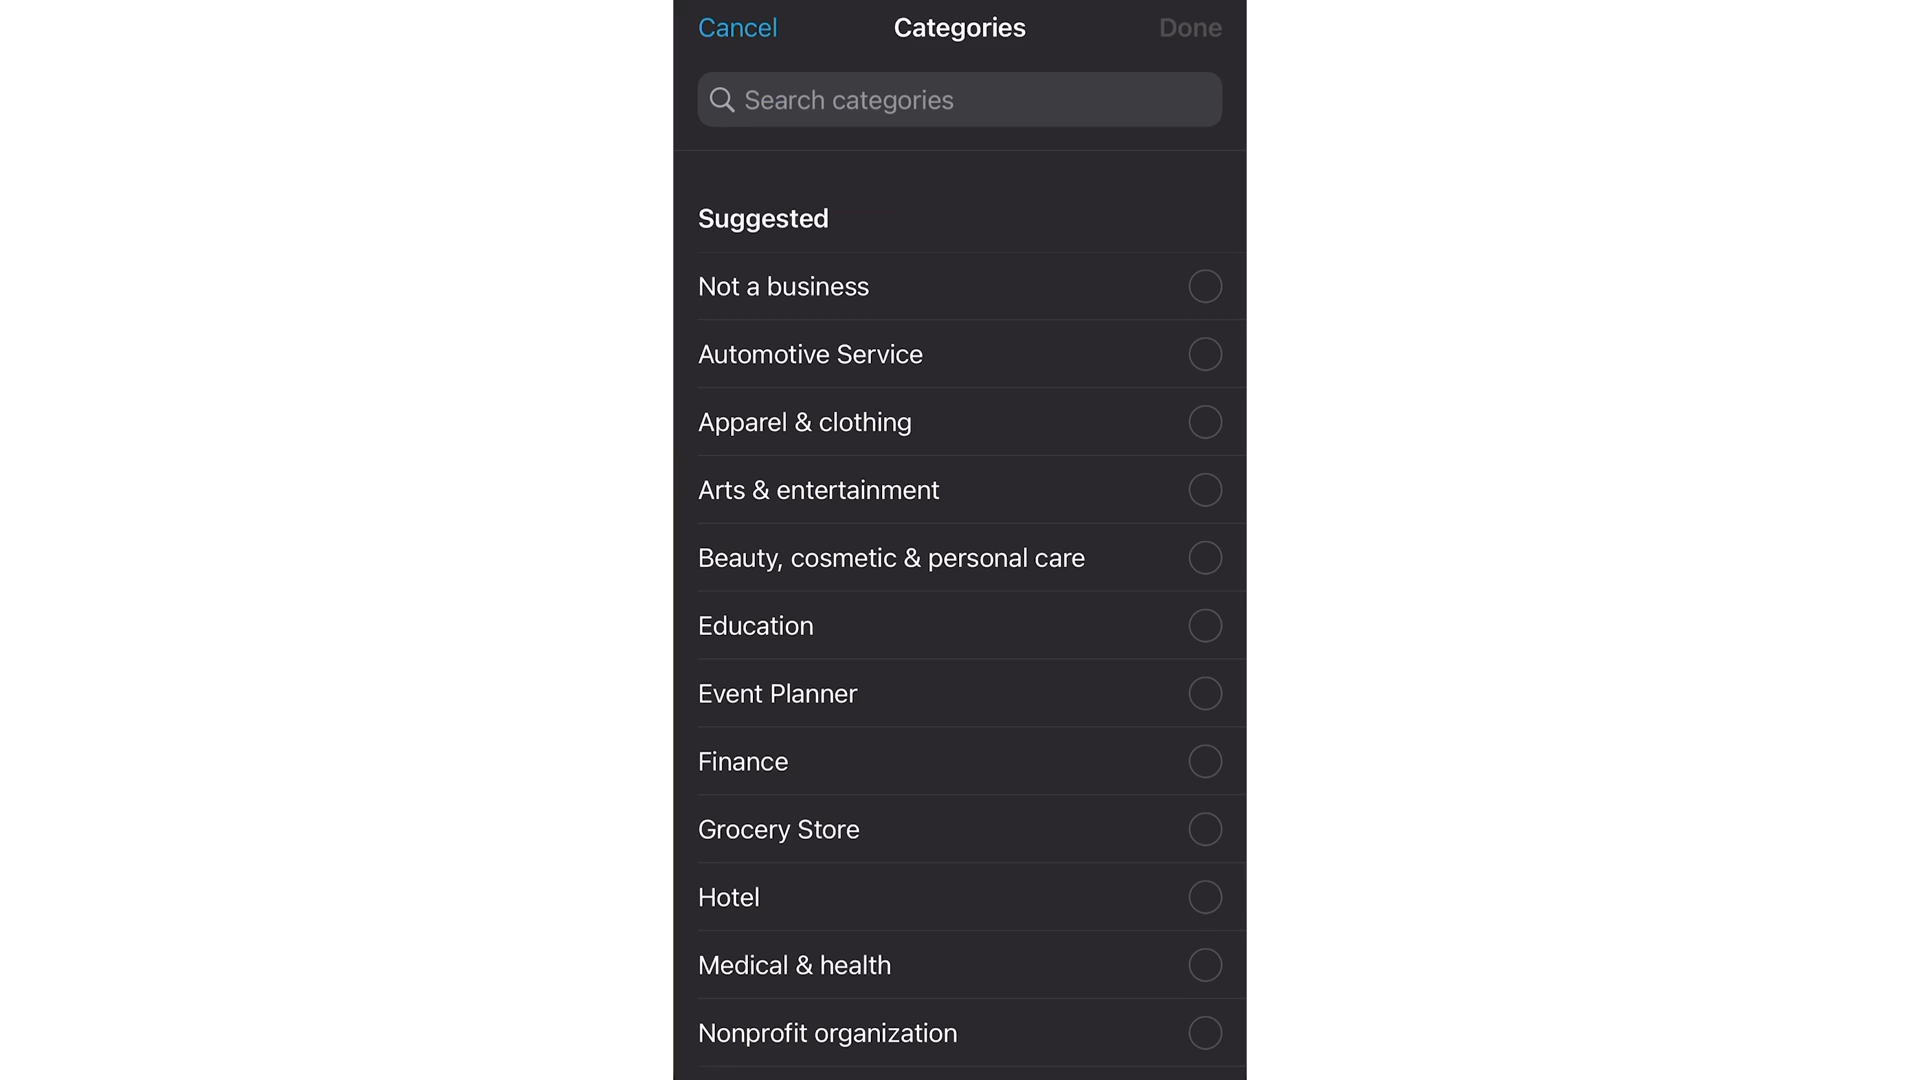 Cancel
Categories
Done
Search categories
Suggested
Not a business
Automotive Service
Apparel & clothing
Arts & entertainment
Beauty, cosmetic & personal care
Education
Event Planner
Finance
Grocery Store
Hotel
Medical & health
Nonprofit organization